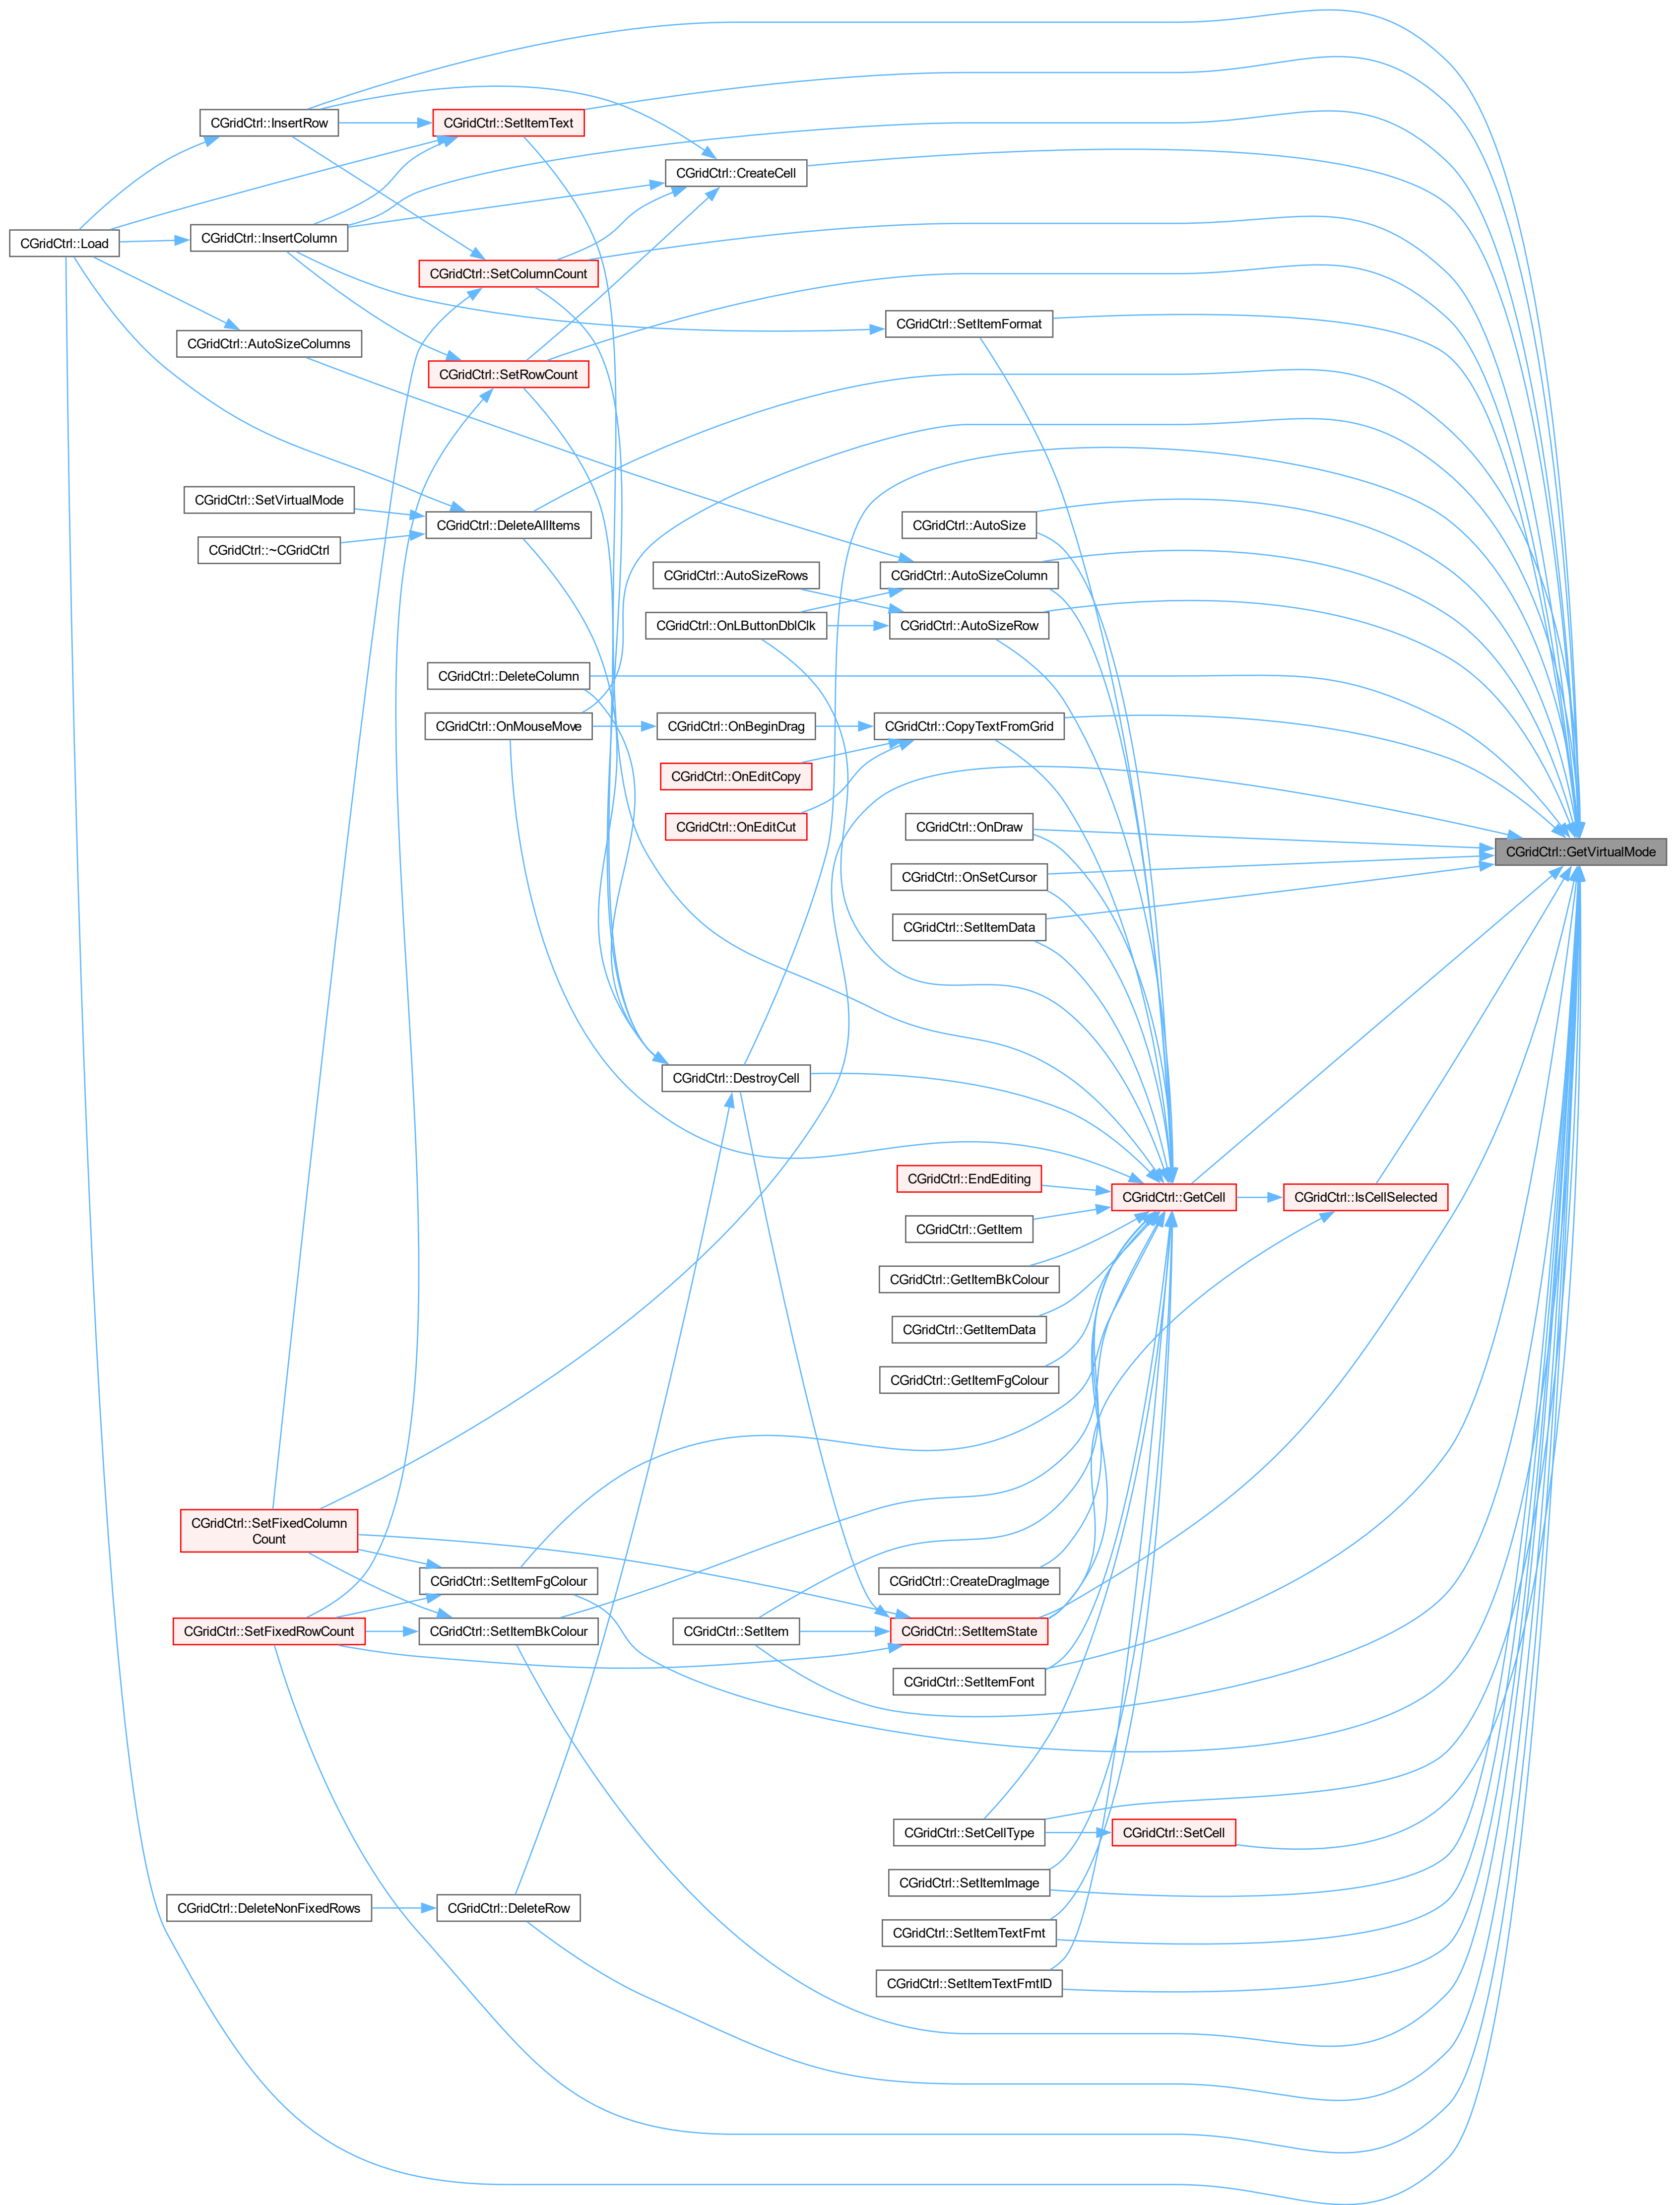 CGridCtrl::InsertRow
CGridCtrl::SetItemText
CGridCtrl::CreateCell
CGridCtrl::Load
CGridCtrl::InsertColumn
CGridCtrl::SetColumnCount
CGridCtrl::SetItemFormat
CGridCtrl::AutoSizeColumns
CGridCtrl::SetRowCount
CGridCtrl::SetVirtualMode
CGridCtrl::DeleteAllItems
CGridCtrl::AutoSize
CGridCtrl::~CGridCtrl
CGridCtrl::AutoSizeRows
CGridCtrl::AutoSizeColumn
CGridCtrl::OnLButtonDblClk
CGridCtrl::AutoSizeRow
CGridCtrl::DeleteColumn
CGridCtrl::OnMouseMove
CGridCtrl::OnBeginDrag
CGridCtrl::CopyTextFromGrid
CGridCtrl::OnEditCopy
CGridCtrl::OnEditCut
CGridCtrl::OnDraw
CGridCtrl::GetVirtualMode
CGridCtrl::OnSetCursor
CGridCtrl::SetItemData
CGridCtrl::DestroyCell
CGridCtrl::EndEditing
CGridCtrl::GetCell
CGridCtrl::IsCellSelected
CGridCtrl::GetItem
CGridCtrl::GetItemBkColour
CGridCtrl::GetItemData
CGridCtrl::GetItemFgColour
CGridCtrl::SetFixedColumn
Count
CGridCtrl::SetItemFgColour
CGridCtrl::CreateDragImage
CGridCtrl::SetFixedRowCount
CGridCtrl::SetItemBkColour
CGridCtrl::SetItem
CGridCtrl::SetItemState
CGridCtrl::SetItemFont
CGridCtrl::SetCellType
CGridCtrl::SetCell
CGridCtrl::SetItemImage
CGridCtrl::DeleteNonFixedRows
CGridCtrl::DeleteRow
CGridCtrl::SetItemTextFmt
CGridCtrl::SetItemTextFmtID